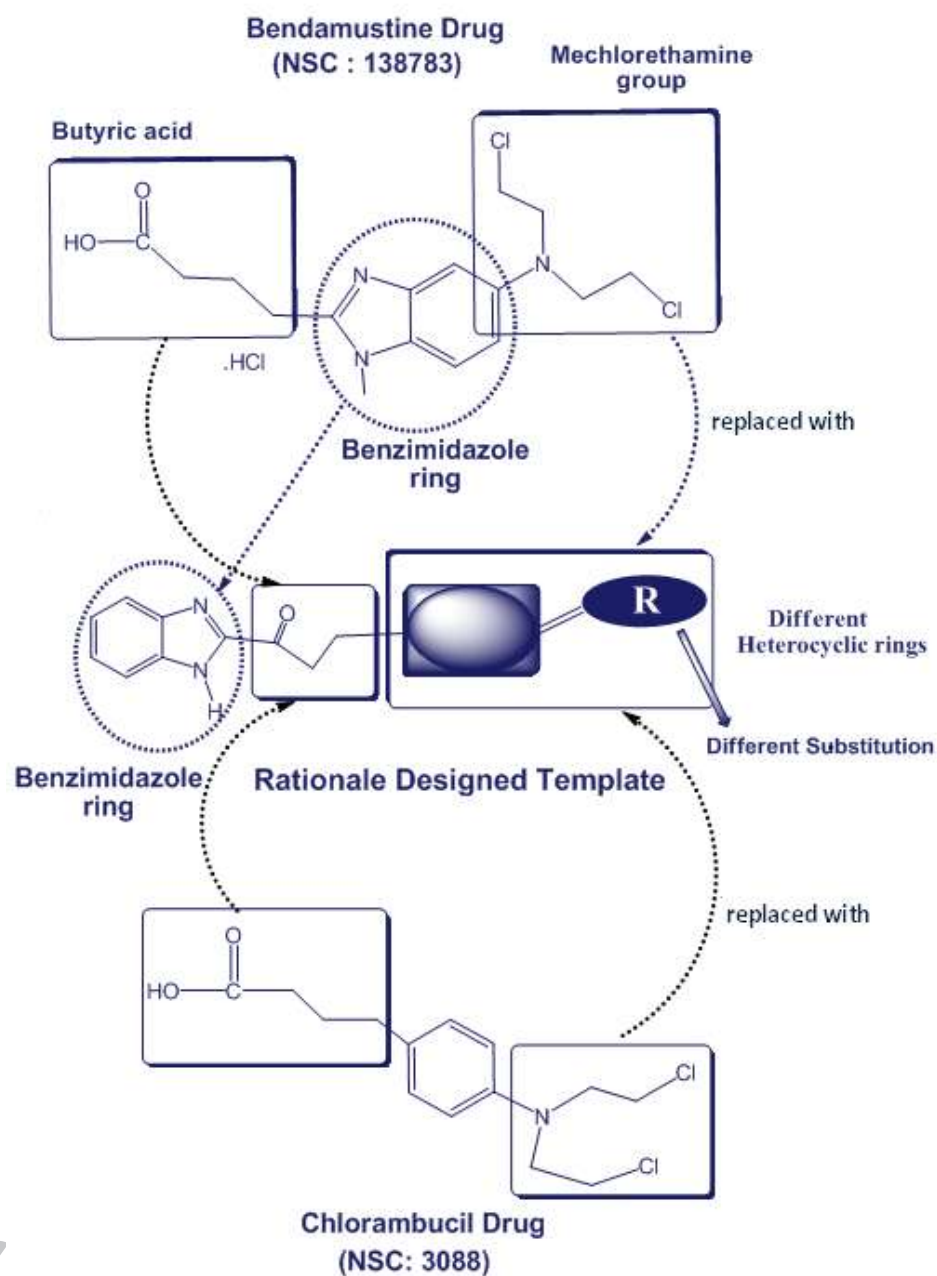 Bendamustine Drug
(NSC : 138783)
Mechlorethamine
group
Butyric acid
Cl
O
HO
C
N
N
Cl
N
.HCl
replaced with
Benzimidazole
ring
N
O
R
N
H
Different
Heterocyclic rings
Different Substitution
Benzimidazole
ring
Rationale Designed Template
replaced with
O
HO
C
Cl
N
Cl
Chlorambucil Drug
(NSC: 3088)